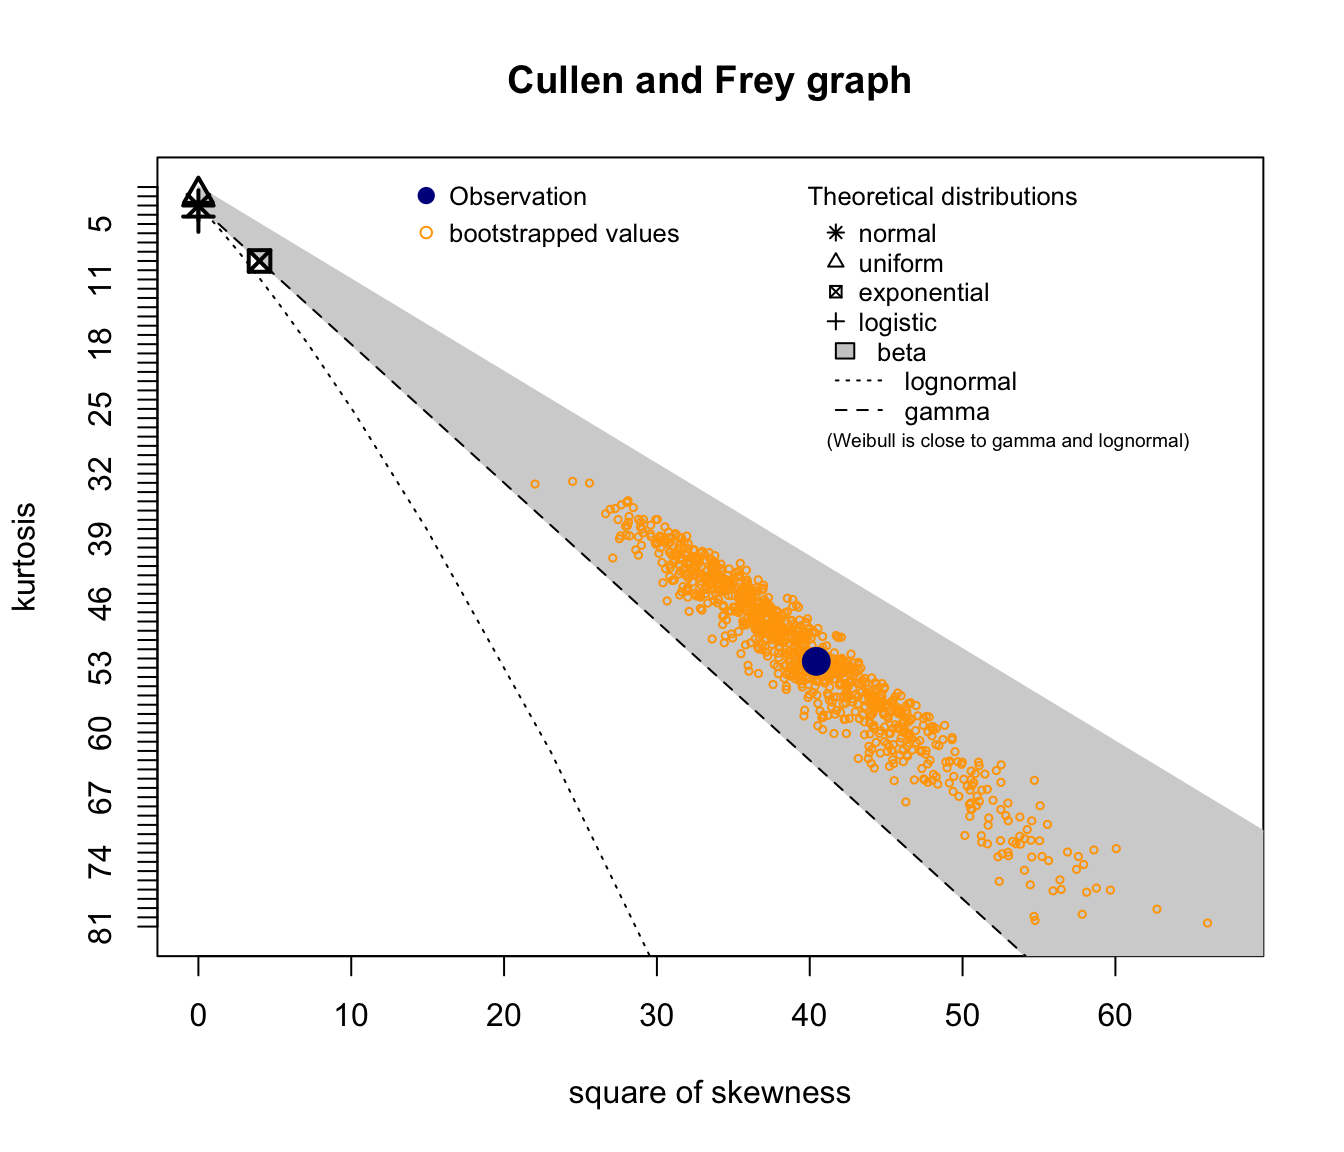 Cullen and Frey graph
Observation
bootstrapped values
Theoretical distributions
normal
uniform
exponential
logistic
beta
lognormal
gamma
(Weibull is close to gamma and lognormal)
kurtosis
5
11
18
25
32
39
46
53
60
67
74
81
0 10 20 30 40 50 60
square of skewness